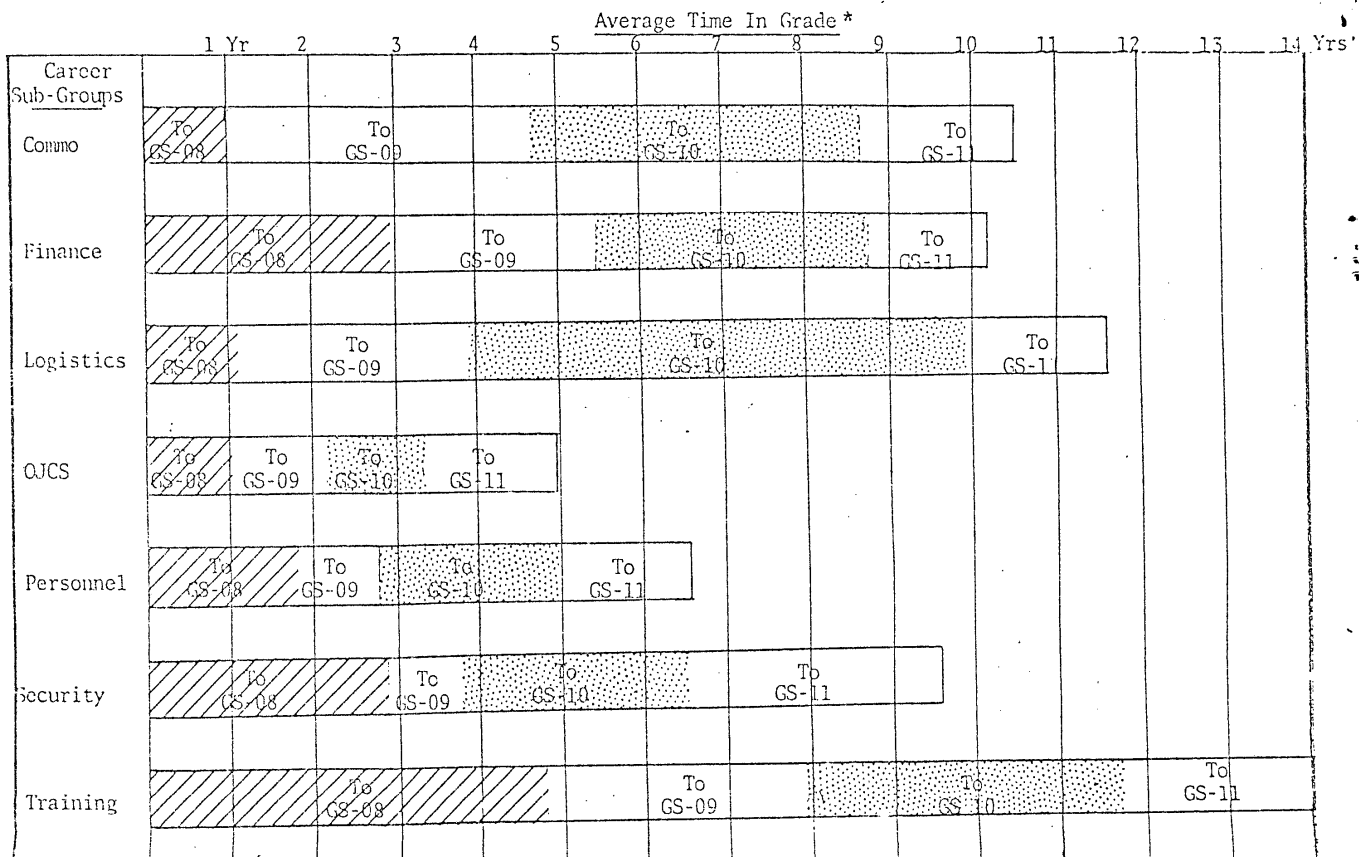 Average Time In Grade *
1 Yr 2 3 4 5 6 7 8 9 10 11 12 13 14 Yrs
Career
Sub-Groups
Commo
To
GS-08
To
GS-09
To
GS-10
To
GS-11
Finance
To
GS-08
To
GS-09
To
GS-10
To
GS-11
Logistics
To
GS-08
To
GS-09
To
GS-10
To
GS-11
OJCS
To
GS-08
To
GS-09
To
GS-10
To
GS-11
Personnel
To
GS-08
To
GS-09
To
GS-10
To
GS-11
Security
To
GS-08
To
GS-09
To
GS-10
To
GS-11
Training
To
GS-08
To
GS-09
To
GS 10
To
GS-11